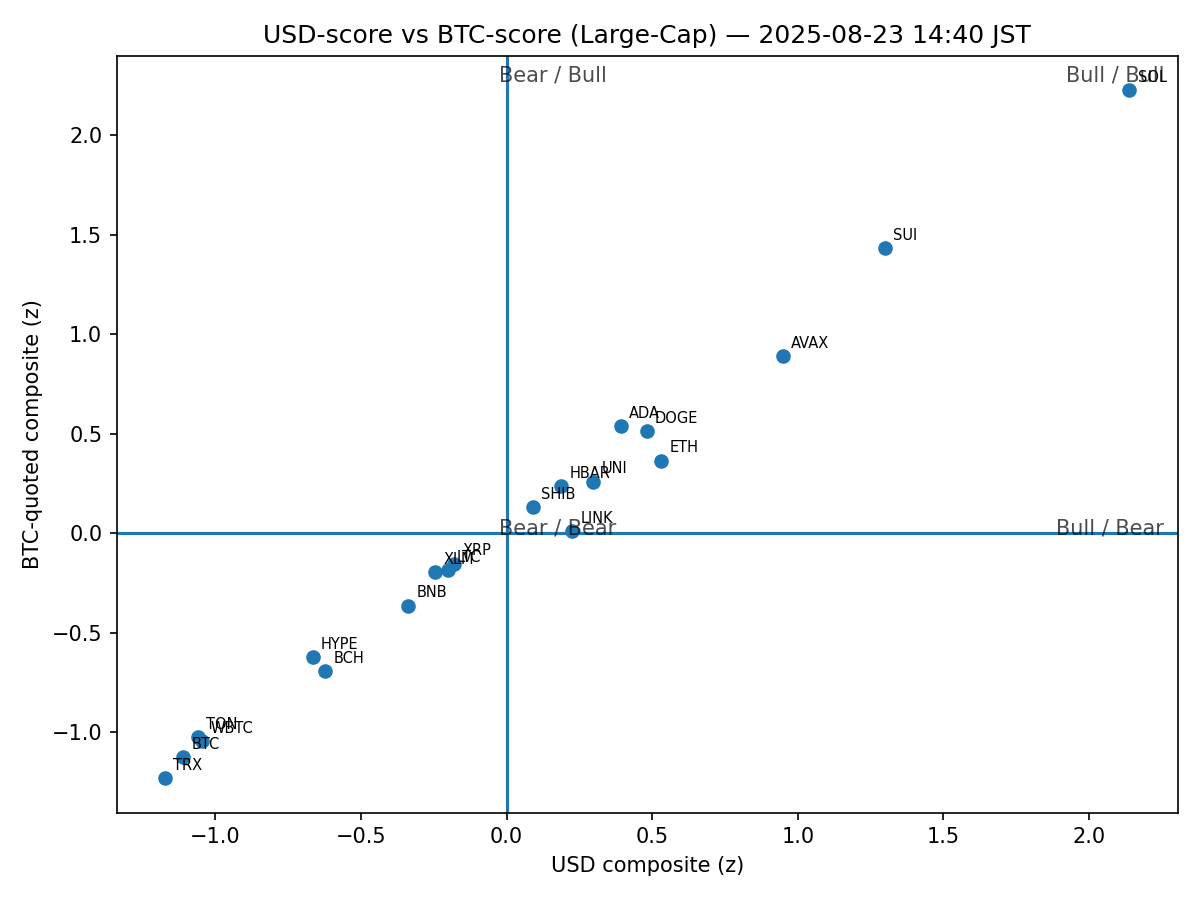 USD-score vs BTC-score (Large-Cap) — 2025-08-23 14:40 JST
Bear / Bull
Bull / Bull
SOL
2.0
SUI
1.5
AVAX
1.0
ADA
DOGE
0.5
ETH
UNI
HBAR
SHIB
LINK
0.0
Bear / Bear
Bull / Bear
XRP
LTC
XLM
BNB
−0.5
HYPE
BCH
−1.0
TON
WBTC
BTC
TRX
BTC-quoted composite (z)
−1.0
−0.5
0.0
0.5
1.0
1.5
2.0
USD composite (z)